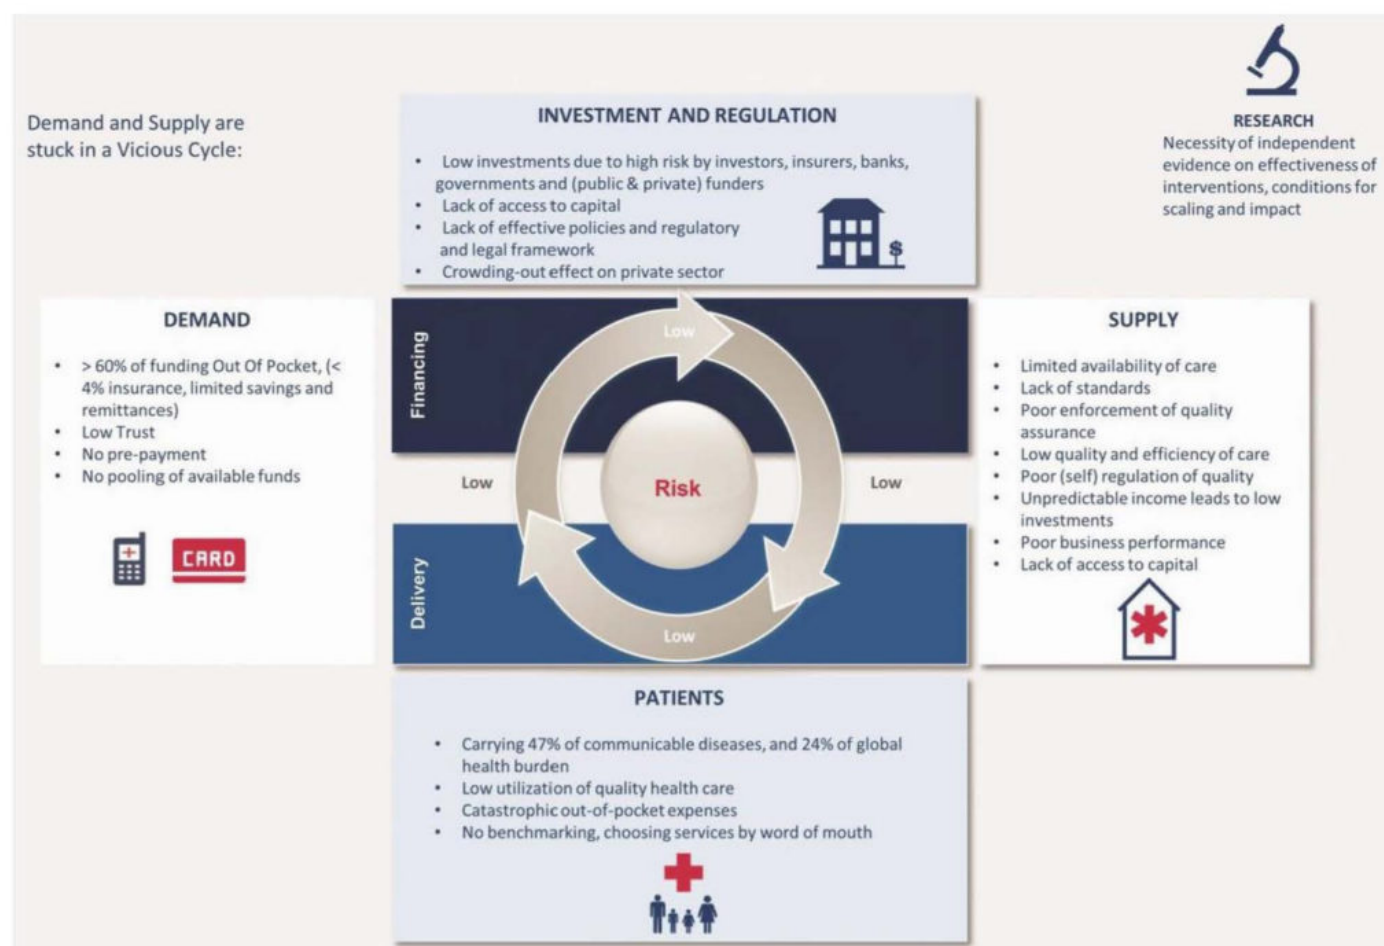 Demand and Supply are
stuck in a Vicious Cycle:
INVESTMENT AND REGULATION
• Low investments due to high risk by investors, insurers, banks,
governments and (public & private) funders
• Lack of access to capital
• Lack of effective policies and regulatory
and legal framework
• Crowding-out effect on private sector
$
RESEARCH
Necessity of independent
evidence on effectiveness of
interventions, conditions for
scaling and impact
DEMAND
• > 60% of funding Out Of Pocket, (<
4% insurance, limited savings and
remittances)
• Low Trust
• No pre-payment
• No pooling of available funds
CARD
Financing
Delivery
Low
Low
Risk
Low
Low
SUPPLY
• Limited availability of care
• Lack of standards
• Poor enforcement of quality
assurance
• Low quality and efficiency of care
• Poor (self) regulation of quality
• Unpredictable income leads to low
investments
• Poor business performance
• Lack of access to capital
PATIENTS
• Carrying 47% of communicable diseases, and 24% of global
health burden
• Low utilization of quality health care
• Catastrophic out-of-pocket expenses
• No benchmarking, choosing services by word of mouth